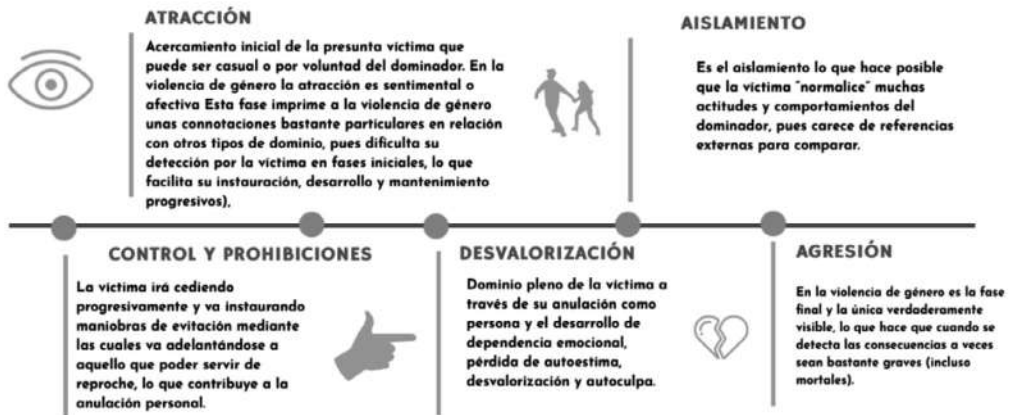 ATRACCIÓN
Acercamiento inicial de la presunta víctima que
puede ser casual o por voluntad del dominador. En la
violencia de género la atracción es sentimental o
afectiva Esta fase imprime a la violencia de género
unas connotaciones bastante particulares en relación
con otros tipos de dominio, pues dificulta su
detección por la víctima en fases iniciales, lo que
facilita su instauración, desarrollo y mantenimiento
progresivos),
AISLAMIENTO
Es el aislamiento lo que hace posible
que la víctima "normalice" muchas
actitudes y comportamientos del
dominador, pues carece de referencias
externas para comparar.
CONTROL Y PROHIBICIONES
La víctima irá cediendo
progresivamente y va instaurando
maniobras de evitación mediante
las cuales va adelantándose a
aquello que poder servir de
reproche, lo que contribuye a la
anulación personal.
DESVALORIZACIÓN
Dominio pleno de la víctima a
través de su anulación como
persona y el desarrollo de
dependencia emocional,
pérdida de autoestima,
desvalorización y autoculpa.
AGRESIÓN
En la violencia de género es la fase
final y la única verdaderamente
visible, lo que hace que cuando se
detecta las consecuencias a veces
sean bastante graves (incluso
mortales).